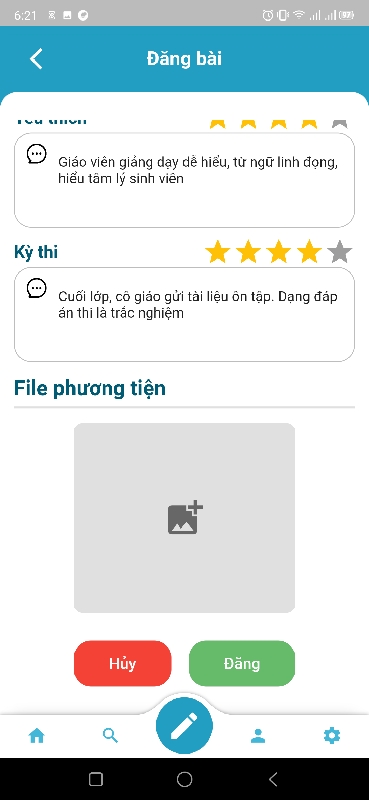 6:21
Đăng bài
Yêu thích
Giáo viên giảng dạy dễ hiểu, từ ngữ linh động,
hiểu tâm lý sinh viên
Kỳ thi
Cuối lớp, cô giáo gửi tài liệu ôn tập. Dạng đáp
án thi là trắc nghiệm
File phương tiện
Hủy
Đăng